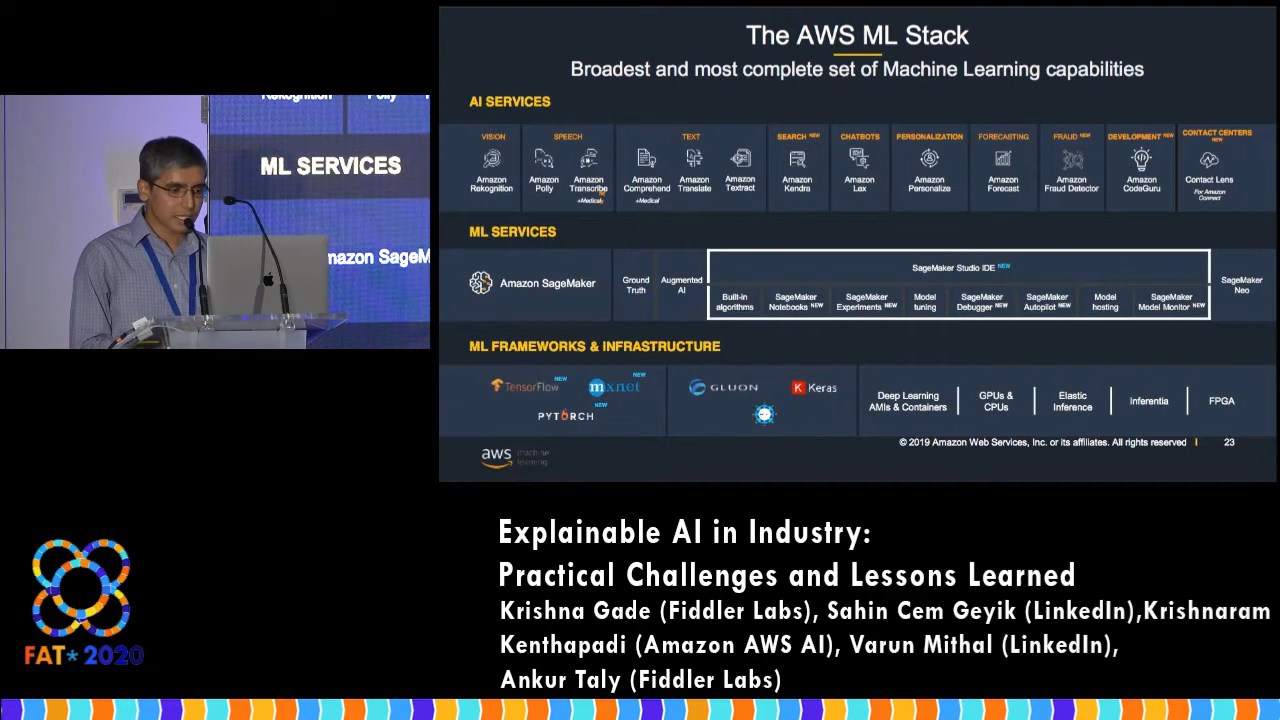 Rekognition
Polly
ML SERVICES
mazon SageM
The AWS ML Stack
Broadest and most complete set of Machine Learning capabilities
AI SERVICES
VISION
SPEECH
TEXT
SEARCH NEW
CHATBOTS
PERSONALIZATION
FORECASTING
FRAUD NEW
DEVELOPMENT NEW
CONTACT CENTERS
NEW
Amazon
Rekognition
Amazon
Polly
Amazon
Transcribe
+Medical
Amazon
Comprehend
+Medical
Amazon
Translate
Amazon
Textract
Amazon
Kendra
Amazon
Lex
Amazon
Personalize
Amazon
Forecast
Amazon
Fraud Detector
Amazon
CodeGuru
Contact Lens
For Amazon
Connect
ML SERVICES
Amazon SageMaker
Ground
Truth
Augmented
AI
SageMaker Studio IDE NEW
Built-in
algorithms
SageMaker
Notebooks NEW
SageMaker
Experiments NEW
Model
tuning
SageMaker
Debugger NEW
SageMaker
Autopilot NEW
Model
hosting
SageMaker
Model Monitor NEW
SageMaker
Neo
ML FRAMEWORKS & INFRASTRUCTURE
TensorFlow NEW
mxnet NEW
PYTORCH NEW
GLUON
K Keras
Deep Learning
AMIs & Containers
GPUs &
CPUs
Elastic
Inference
Inferentia
FPGA
© 2019 Amazon Web Services, Inc. or its affiliates. All rights reserved
23
aws machine
learning
Explainable AI in Industry:
Practical Challenges and Lessons Learned
Krishna Gade (Fiddler Labs), Sahin Cem Geyik (LinkedIn),Krishnaram
Kenthapadi (Amazon AWS AI), Varun Mithal (LinkedIn),
Ankur Taly (Fiddler Labs)
FAT* 2020